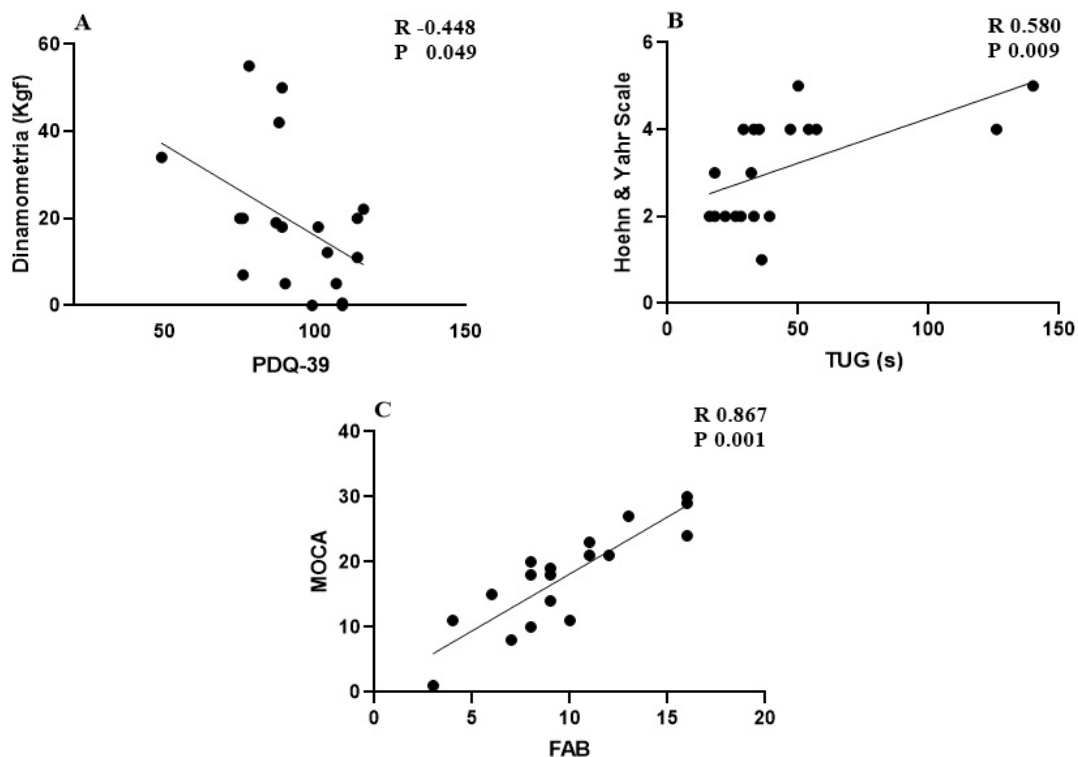 A
R -0.448
P 0.049
60
40
20
0
Dinamometria (Kgf)
50
100
150
PDQ-39
B
R 0.580
P 0.009
6
4
2
0
Hoehn & Yahr Scale
0
50
100
150
TUG (s)
C
R 0.867
P 0.001
40
30
20
10
0
MOCA
0
5
10
15
20
FAB